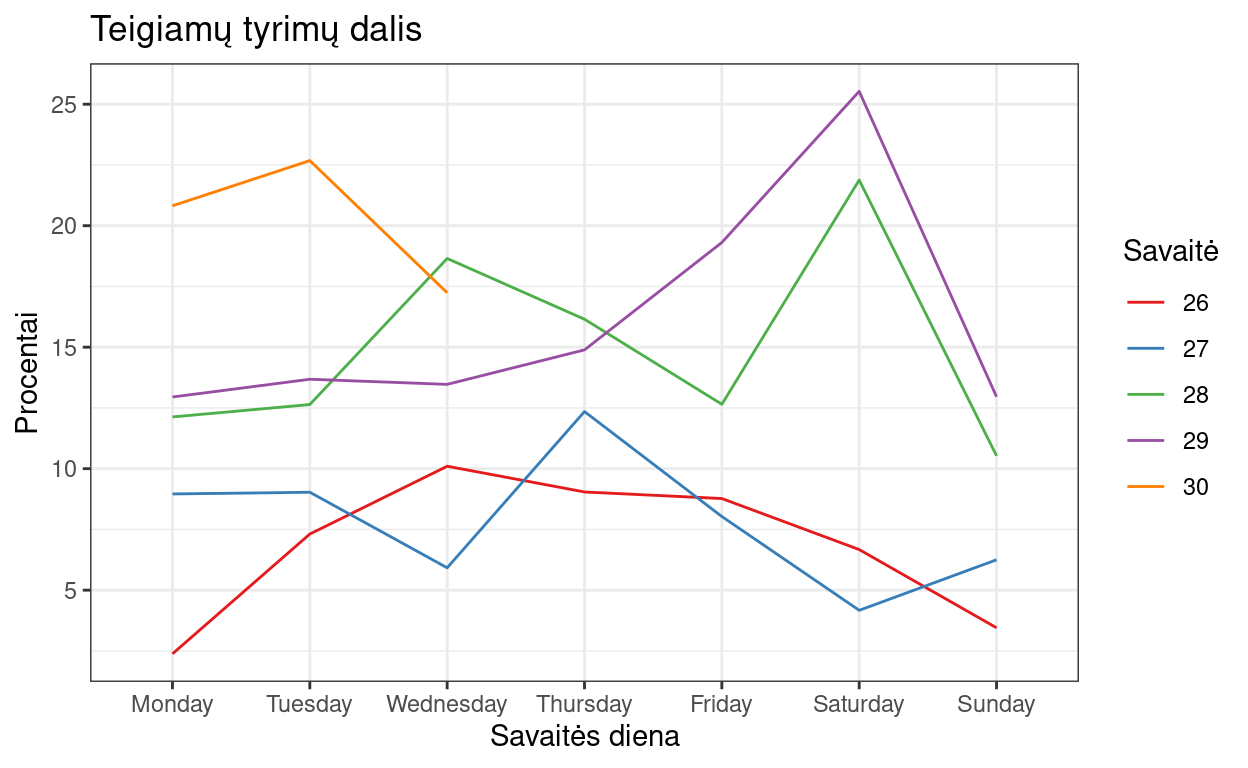 Teigiamų tyrimų dalis
Procentai
25
20
15
10
5
Monday Tuesday Wednesday Thursday Friday Saturday Sunday
Savaitės diena
Savaitė
26
27
28
29
30